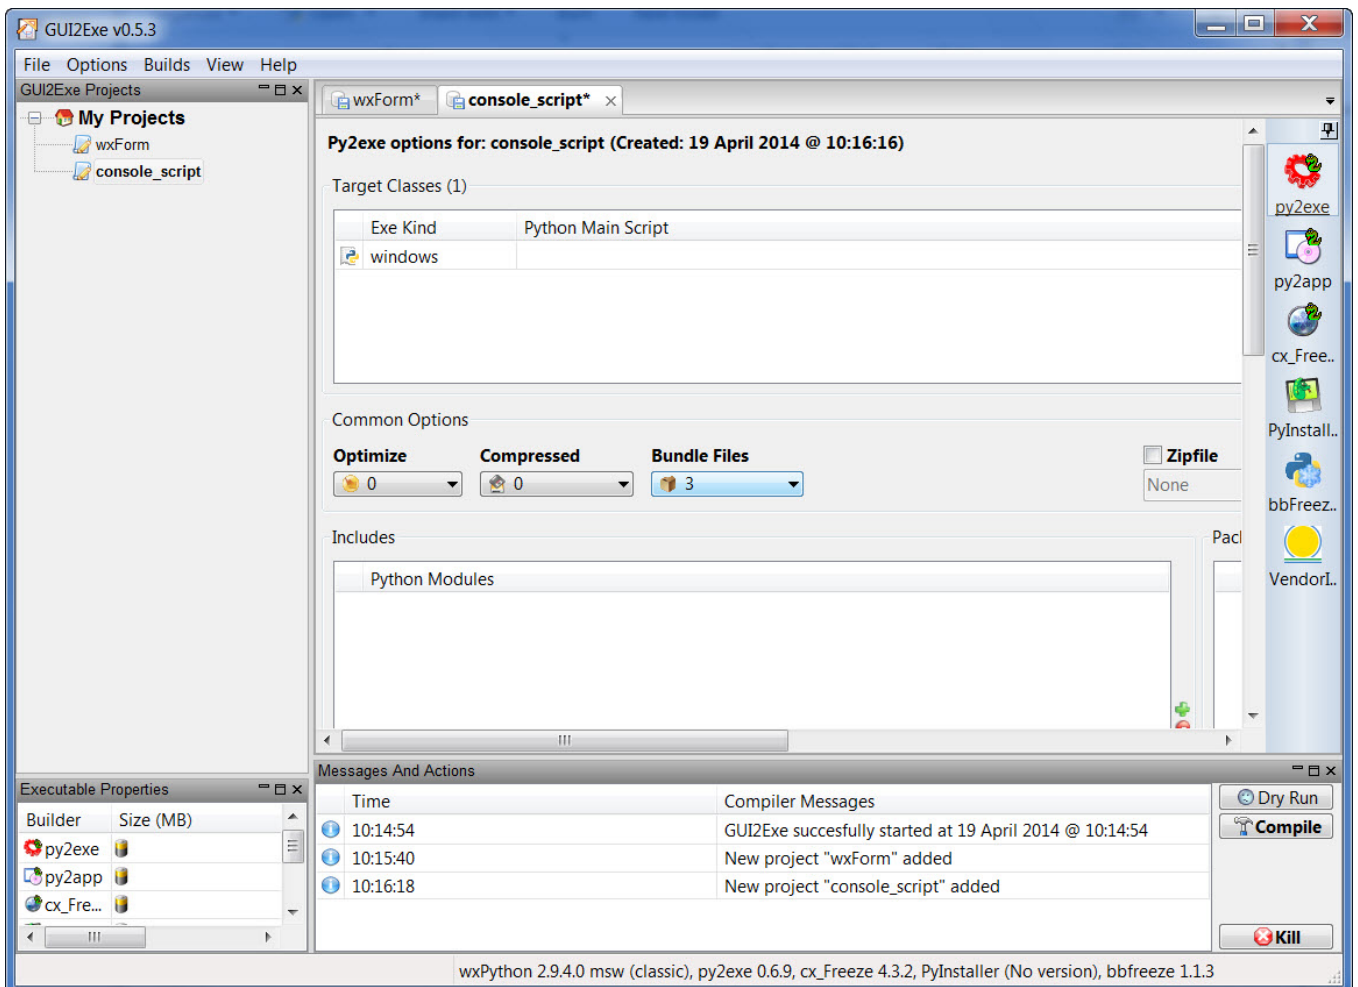 GUI2Exe v0.5.3
File Options Builds View Help
GUI2Exe Projects
My Projects
wxForm
console_script
wxForm*
console_script*
Py2exe options for: console_script (Created: 19 April 2014 @ 10:16:16)
Target Classes (1)
Exe Kind Python Main Script
windows
Common Options
Optimize Compressed Bundle Files Zipfile
0 0 3 None
Includes Pacl
Python Modules
py2exe
py2app
cx_Free..
PyInstall..
bbFreez..
VendorI..
Executable Properties
Builder Size (MB)
py2exe
py2app
cx_Fre...
Messages And Actions
Time Compiler Messages
10:14:54 GUI2Exe succesfully started at 19 April 2014 @ 10:14:54
10:15:40 New project "wxForm" added
10:16:18 New project "console_script" added
Dry Run
Compile
Kill
wxPython 2.9.4.0 msw (classic), py2exe 0.6.9, cx_Freeze 4.3.2, PyInstaller (No version), bbfreeze 1.1.3